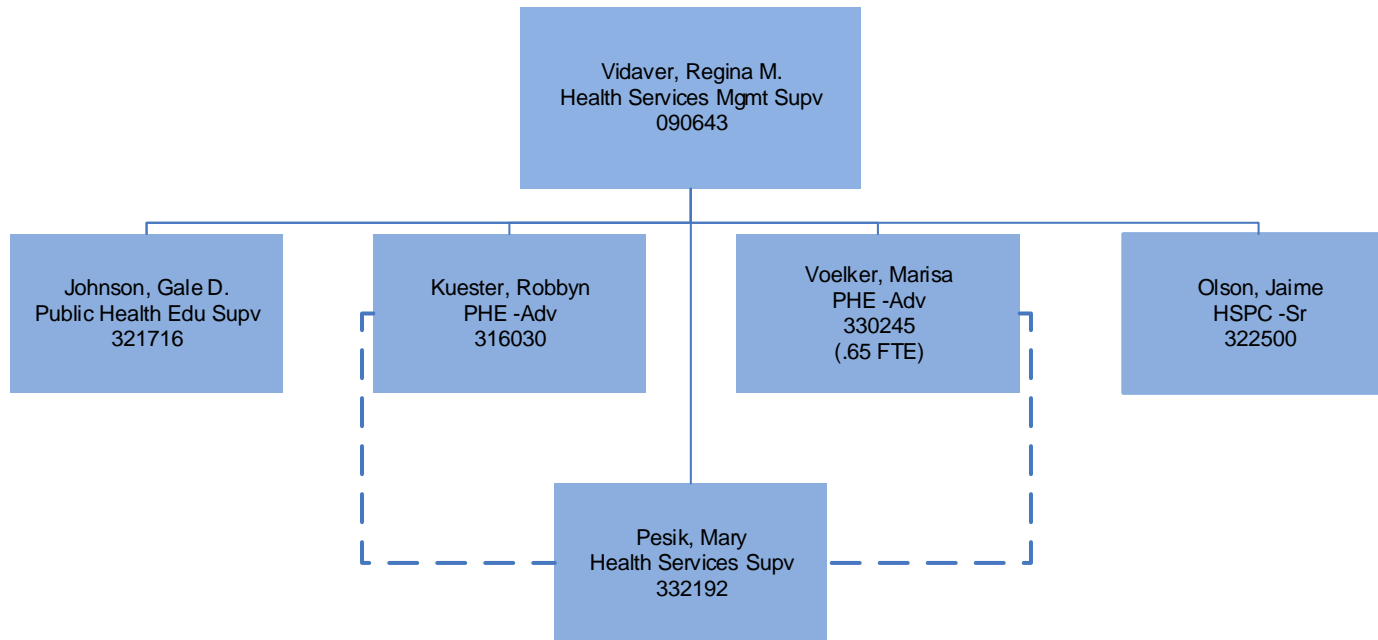 Vidaver, Regina M.
Health Services Mgmt Supv
090643
Johnson, Gale D.
Public Health Edu Supv
321716
Kuester, Robbyn
PHE -Adv
316030
Voelker, Marisa
PHE -Adv
330245
(.65 FTE)
Olson, Jaime
HSPC -Sr
322500
Pesik, Mary
Health Services Supv
332192